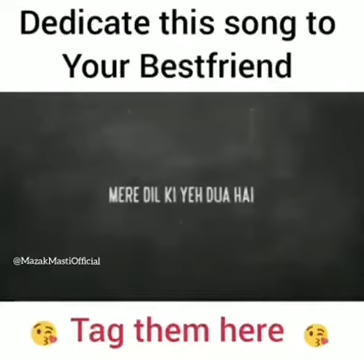 Dedicate this song to
Your Bestfriend
MERE DIL KI YEH DUA HAI
@MazakMastiOfficial
😘 Tag them here 😘